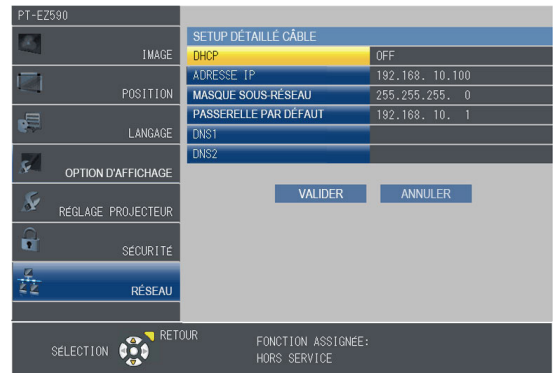 PT-EZ590
IMAGE
POSITION
LANGAGE
OPTION D'AFFICHAGE
RÉGLAGE PROJECTEUR
SÉCURITÉ
RÉSEAU
SETUP DÉTAILLÉ CÂBLE
DHCP OFF
ADRESSE IP 192.168. 10.100
MASQUE SOUS-RÉSEAU 255.255.255. 0
PASSERELLE PAR DÉFAUT 192.168. 10. 1
DNS1
DNS2
VALIDER ANNULER
RETOUR
SÉLECTION
FONCTION ASSIGNÉE:
HORS SERVICE